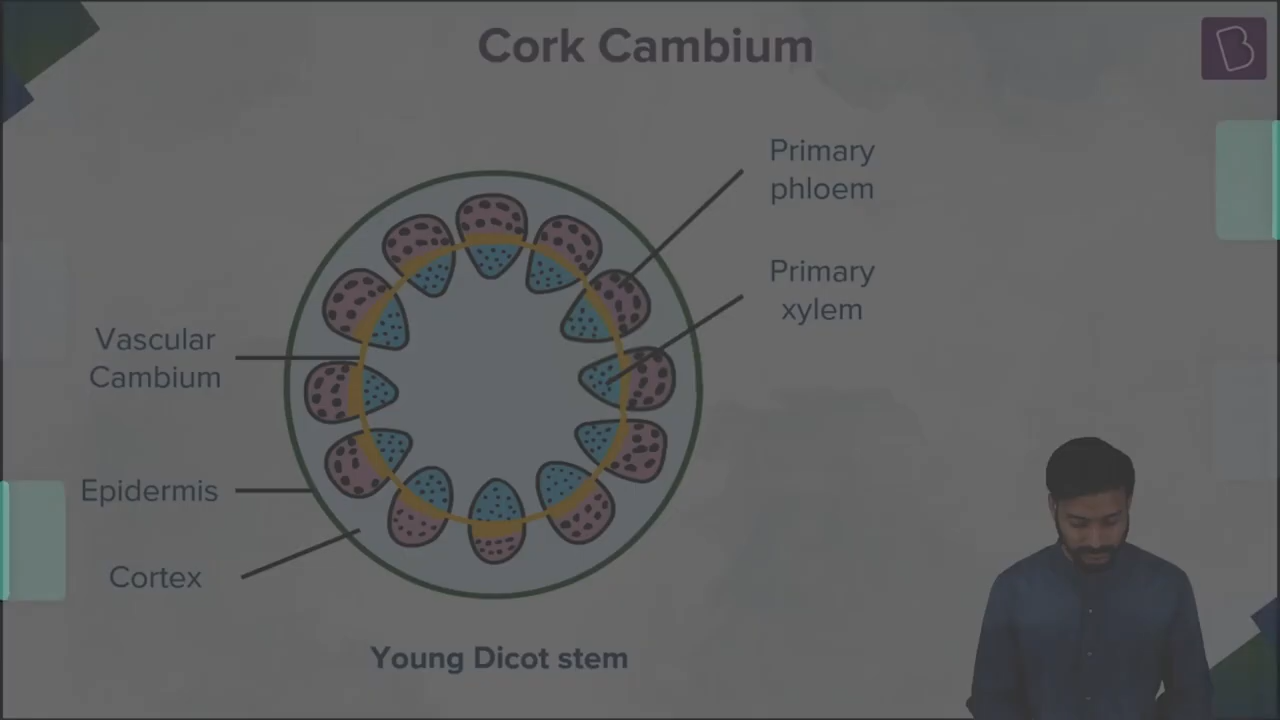 Cork Cambium
Primary
phloem
Primary
xylem
Vascular
Cambium
Epidermis
Cortex
Young Dicot stem